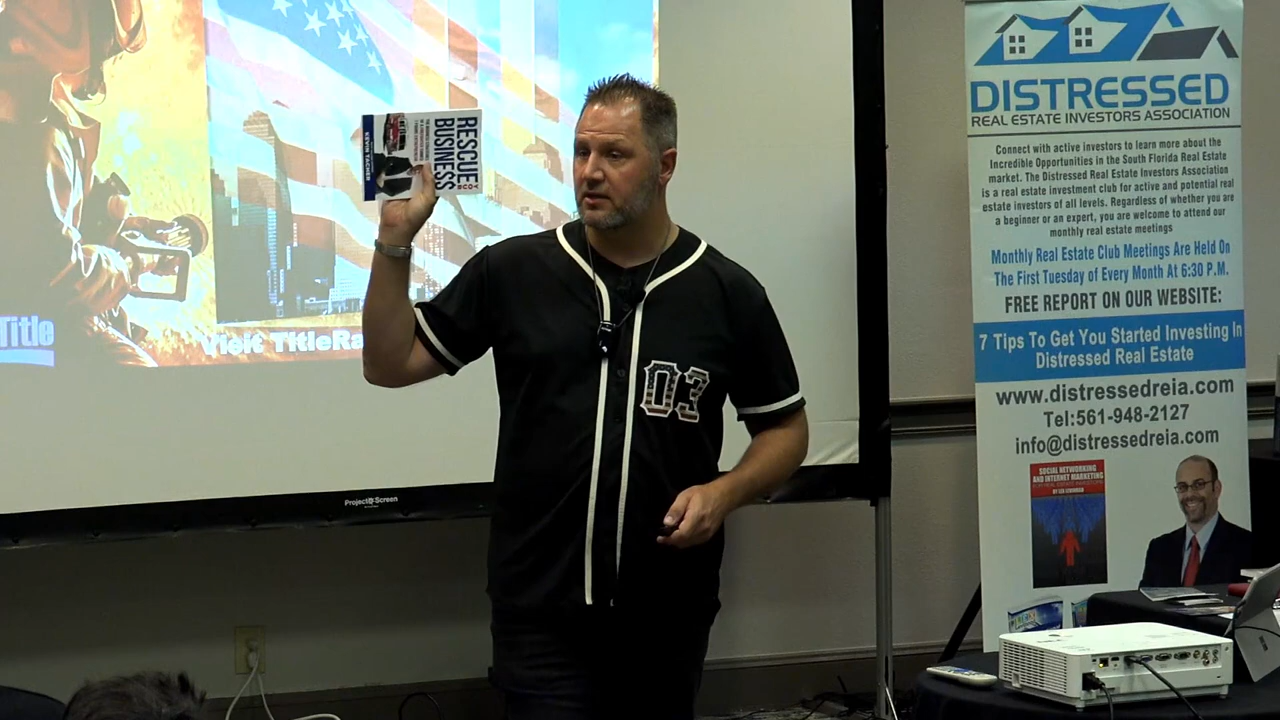 Title
Visit TitleRa
RESCUE
BUSINESS
KEVIN TACHER
03
Project Screen
DISTRESSED
REAL ESTATE INVESTORS ASSOCIATION
Connect with active investors to learn more about the
Incredible Opportunities in the South Florida Real Estate
market. The Distressed Real Estate Investors Association
is a real estate investment club for active and potential real
estate investors of all levels. Regardless of whether you are
a beginner or an expert, you are welcome to attend our
monthly real estate meetings
Monthly Real Estate Club Meetings Are Held On
The First Tuesday of Every Month At 6:30 P.M.
FREE REPORT ON OUR WEBSITE:
7 Tips To Get You Started Investing In
Distressed Real Estate
www.distressedreia.com
Tel:561-948-2127
info@distressedreia.com
SOCIAL NETWORKING
AND INTERNET MARKETING